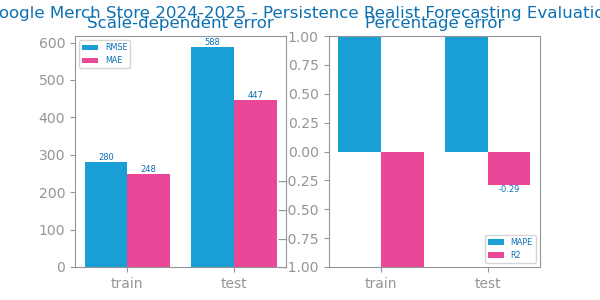 oogle Merch Store 2024-2025 - Persistence Realist Forecasting Evaluatio
Scale-dependent error
Percentage error
600
500
400
300
200
100
0
RMSE
MAE
280
248
588
447
train
test
1.00
0.75
0.50
0.25
0.00
0.25
0.50
0.75
1.00
-0.29
MAPE
R2
train
test